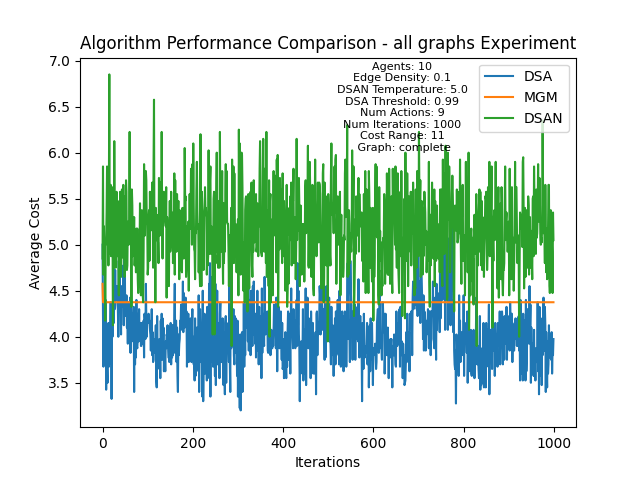 Algorithm Performance Comparison - all graphs Experiment
Agents: 10
Edge Density: 0.1
DSAN Temperature: 5.0
DSA Threshold: 0.99
Num Actions: 9
Num Iterations: 1000
Cost Range: 11
Graph: complete
DSA
MGM
DSAN
Average Cost
7.0
6.5
6.0
5.5
5.0
4.5
4.0
3.5
0
200
400
600
800
1000
Iterations